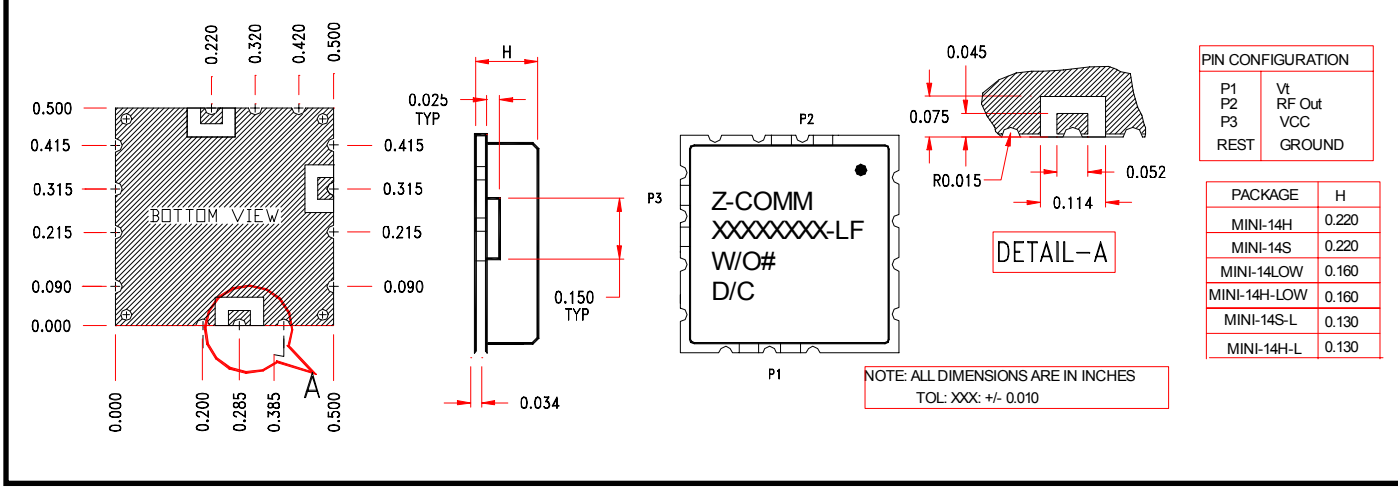 0.220
0.320
0.420
0.500
0.500
0.415
0.315
0.215
0.090
0.000
0.415
0.315
0.215
0.090
BOTTOM VIEW
A
0.000
0.200
0.285
0.385
0.500
H
0.025
TYP
0.150
TYP
0.034
P2
P3
Z-COMM
XXXXXXXX-LF
W/O#
D/C
P1
0.045
0.075
R0.015
0.052
0.114
DETAIL-A
NOTE: ALL DIMENSIONS ARE IN INCHES
TOL: XXX: +/- 0.010
PIN CONFIGURATION
P1 Vt
P2 RF Out
P3 VCC
REST GROUND
PACKAGE H
MINI-14H 0.220
MINI-14S 0.220
MINI-14LOW 0.160
MINI-14H-LOW 0.160
MINI-14S-L 0.130
MINI-14H-L 0.130